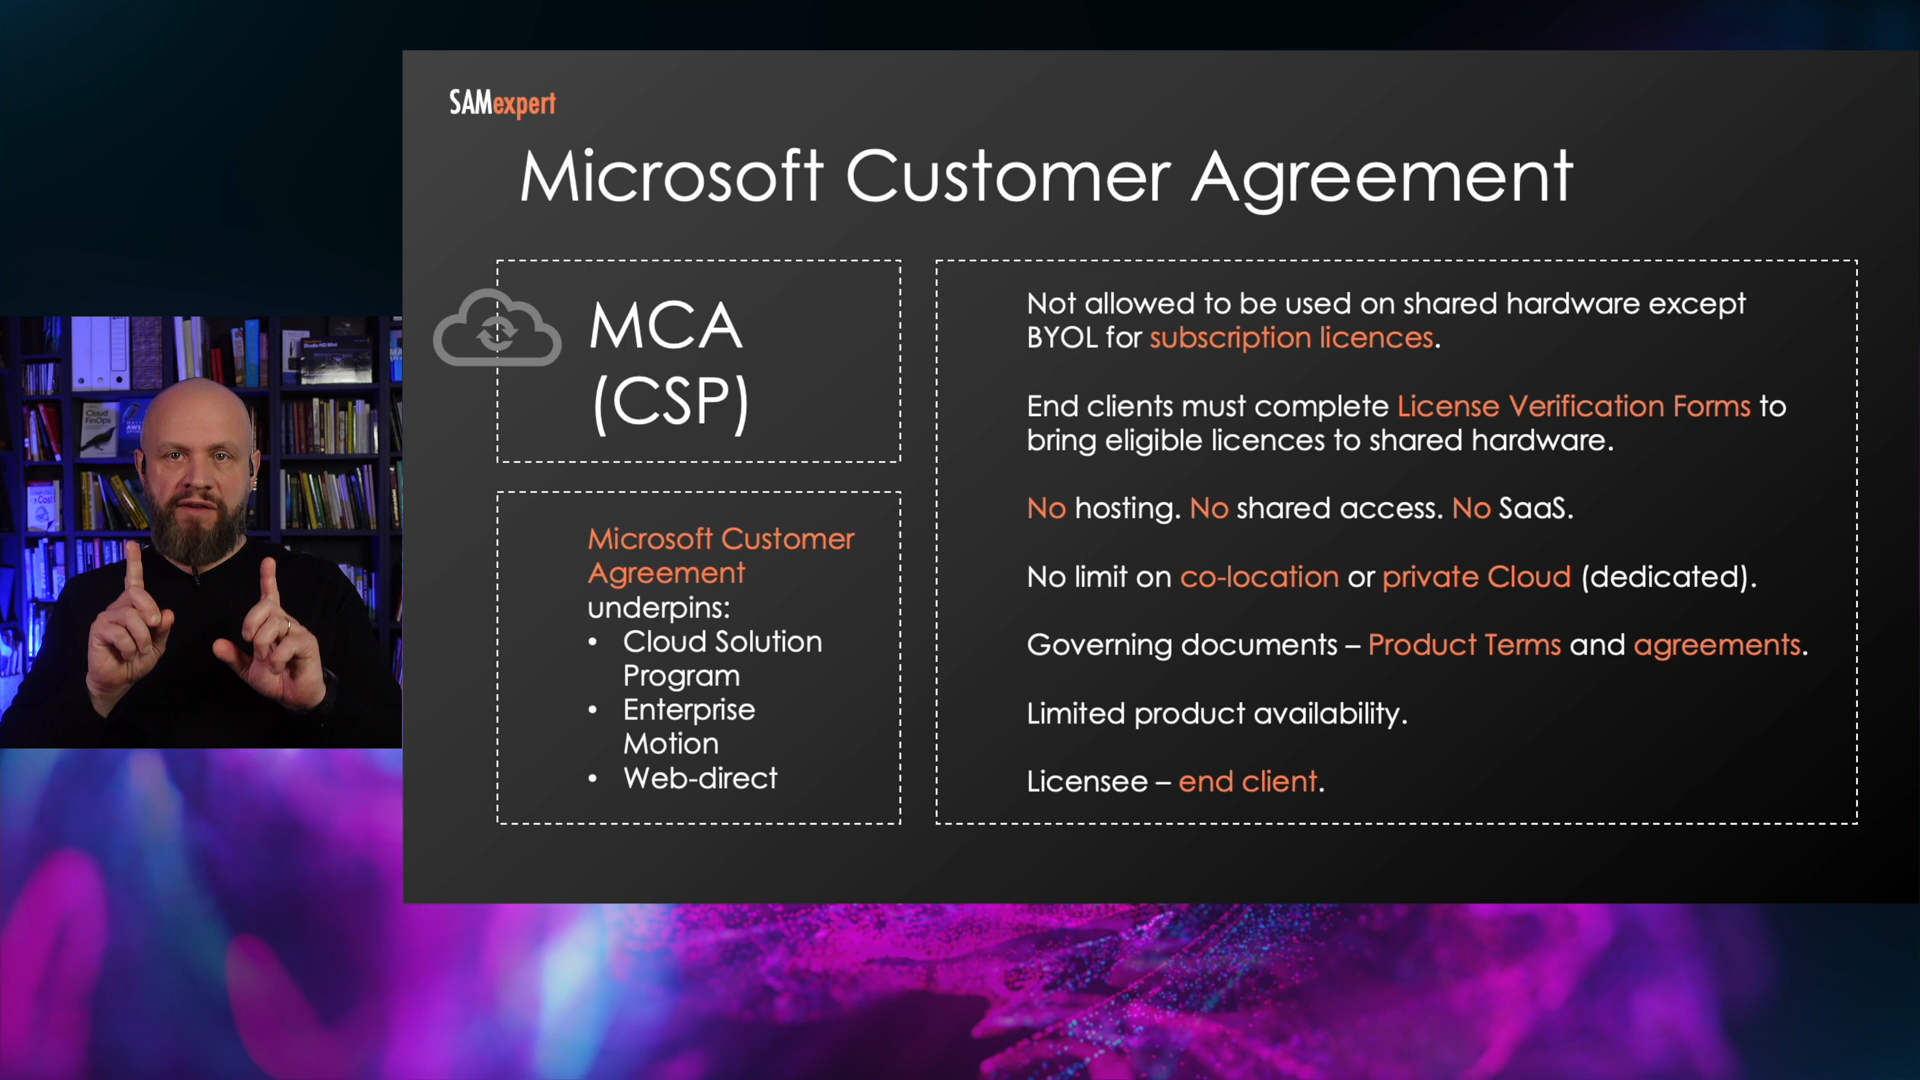 SAMexpert
Microsoft Customer Agreement
MCA
(CSP)
Microsoft Customer
Agreement
underpins:
• Cloud Solution
Program
• Enterprise
Motion
• Web-direct
Not allowed to be used on shared hardware except
BYOL for subscription licences.
End clients must complete License Verification Forms to
bring eligible licences to shared hardware.
No hosting. No shared access. No SaaS.
No limit on co-location or private Cloud (dedicated).
Governing documents – Product Terms and agreements.
Limited product availability.
Licensee – end client.
Cloud
FinOps